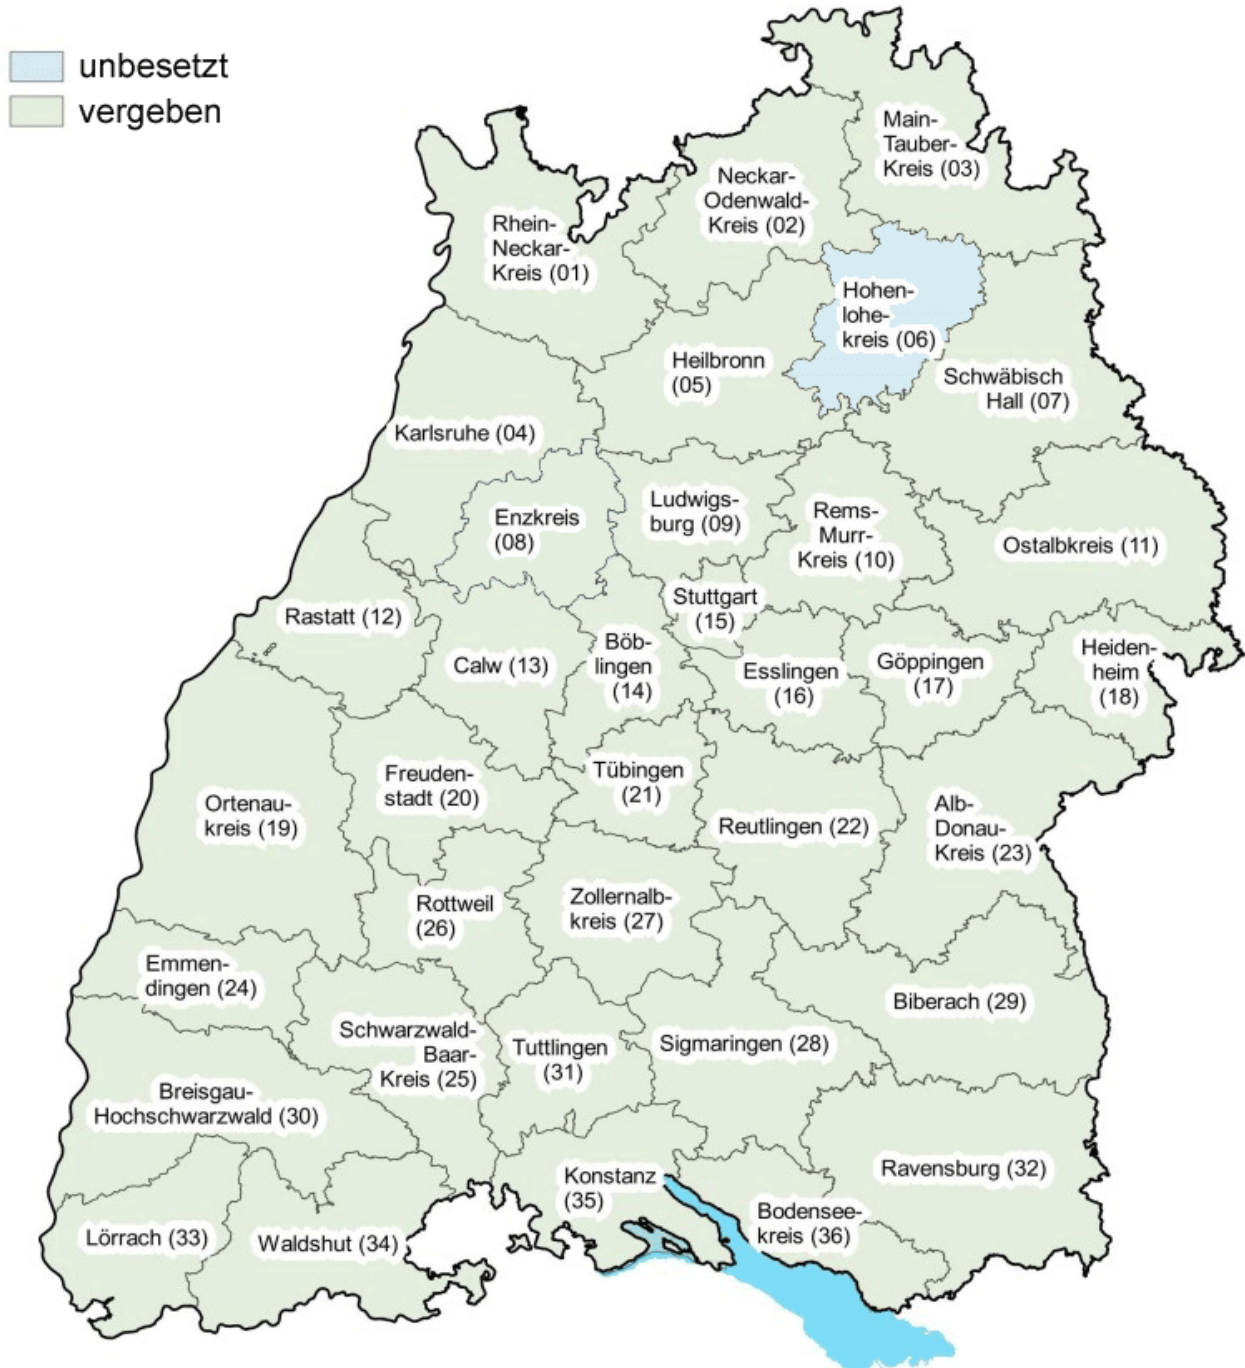 unbesetzt
vergeben
Main-
Tauber-
Kreis (03)
Neckar-
Odenwald-
Kreis (02)
Rhein-
Neckar-
Kreis (01)
Hohen-
lohe-
kreis (06)
Heilbronn
(05)
Schwäbisch
Hall (07)
Karlsruhe (04)
Enzkreis
(08)
Ludwigs-
burg (09)
Rems-
Murr-
Kreis (10)
Ostalbkreis (11)
Rastatt (12)
Calw (13)
Böb-
lingen
(14)
Stuttgart
(15)
Esslingen
(16)
Göppingen
(17)
Heiden-
heim
(18)
Ortenau-
kreis (19)
Freuden-
stadt (20)
Tübingen
(21)
Reutlingen (22)
Alb-
Donau-
Kreis (23)
Emmen-
dingen (24)
Schwarzwald-
Baar-
Kreis (25)
Rottweil
(26)
Zollernalb-
kreis (27)
Sigmaringen (28)
Biberach (29)
Breisgau-
Hochschwarzwald (30)
Tuttlingen
(31)
Ravensburg (32)
Lörrach (33)
Waldshut (34)
Konstanz
(35)
Bodensee-
kreis (36)